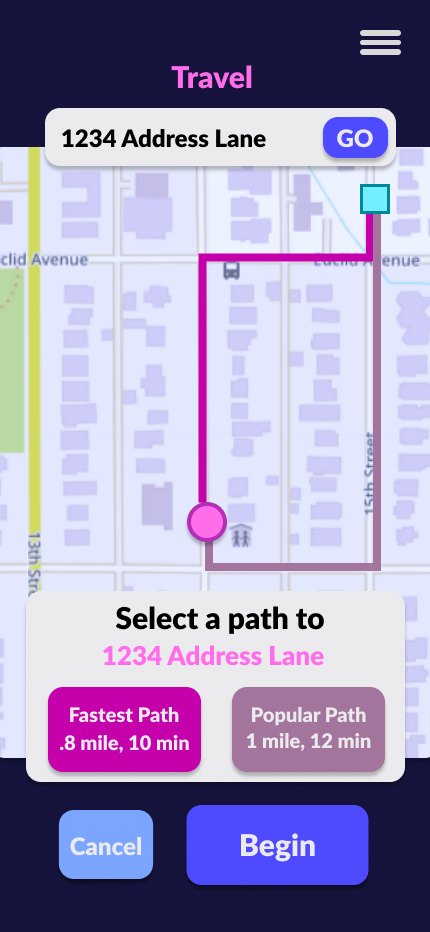 Travel
1234 Address Lane
GO
clid Avenue
Euclid Avenue
15th Street
13th Stre
Select a path to
1234 Address Lane
Fastest Path
.8 mile, 10 min
Popular Path
1 mile, 12 min
Cancel
Begin